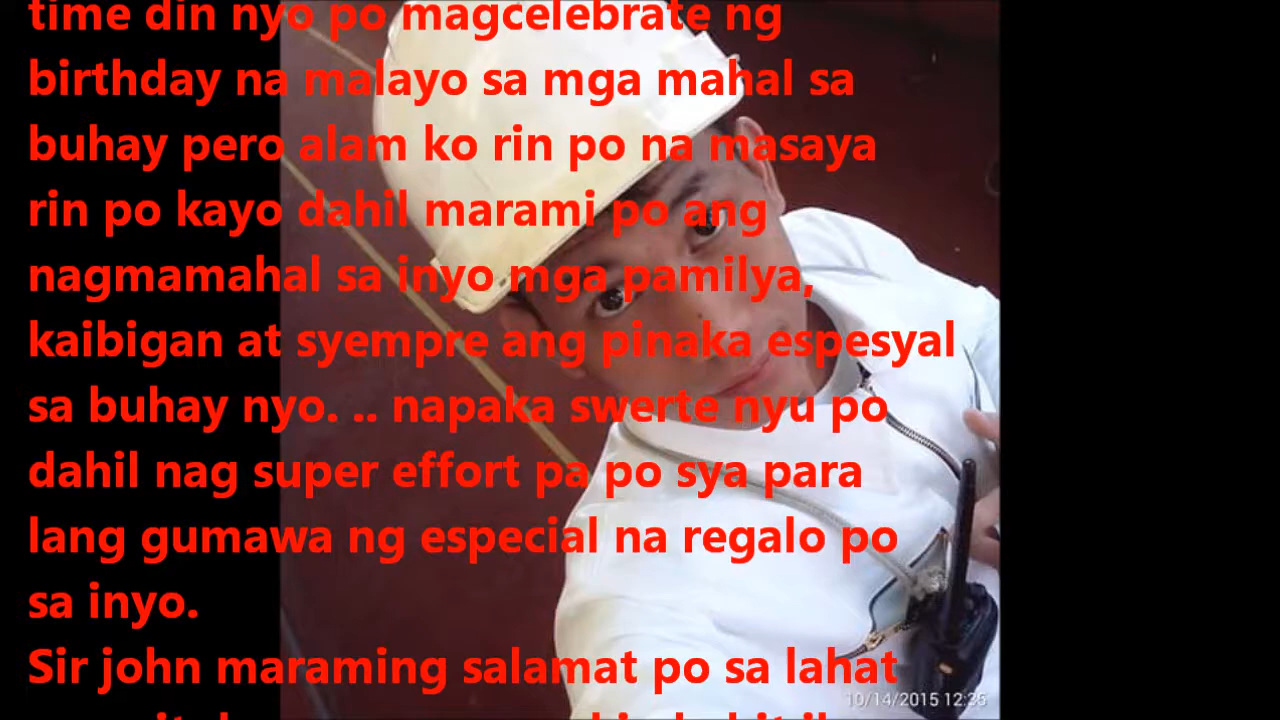 time din nyo po magcelebrate ng
birthday na malayo sa mga mahal sa
buhay pero alam ko rin po na masaya
rin po kayo dahil marami po ang
nagmamahal sa inyo mga pamilya,
kaibigan at syempre ang pinaka espesyal
sa buhay nyo. .. napaka swerte nyu po
dahil nag super effort pa po sya para
lang gumawa ng especial na regalo po
sa inyo.
Sir john maraming salamat po sa lahat
10/14/2015 12:35